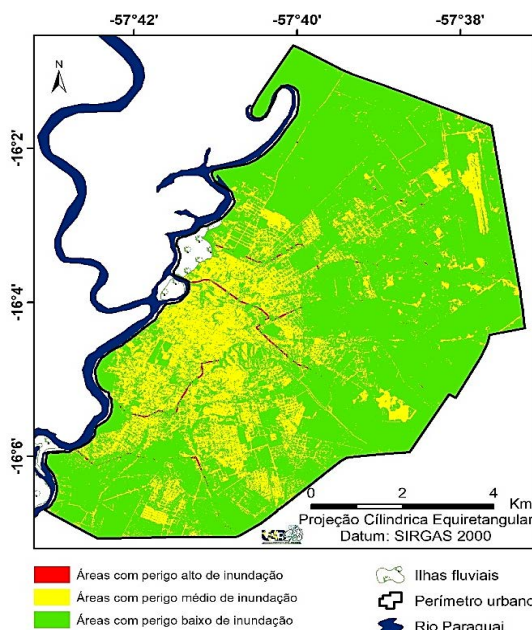 -57°42' -57°40' -57°38'
N
-16°2'
-16°4'
-16°6'
0 2 4 Km
Projeção Cílindrica Equiretangular
Datum: SIRGAS 2000
Áreas com perigo alto de inundação
Áreas com perigo médio de inundação
Áreas com perigo baixo de inundação
Ilhas fluviais
Perímetro urbano
Rio Paraguai